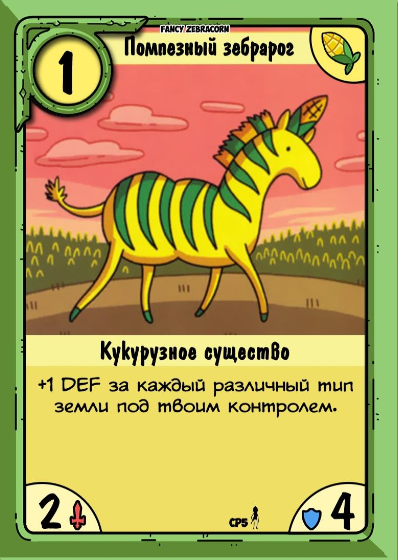 FANCY ZEBRACORN
1
Помпезный зебрарог
Кукурузное существо
+1 DEF за каждый различный тип
земли под твоим контролем.
2
CP5
4